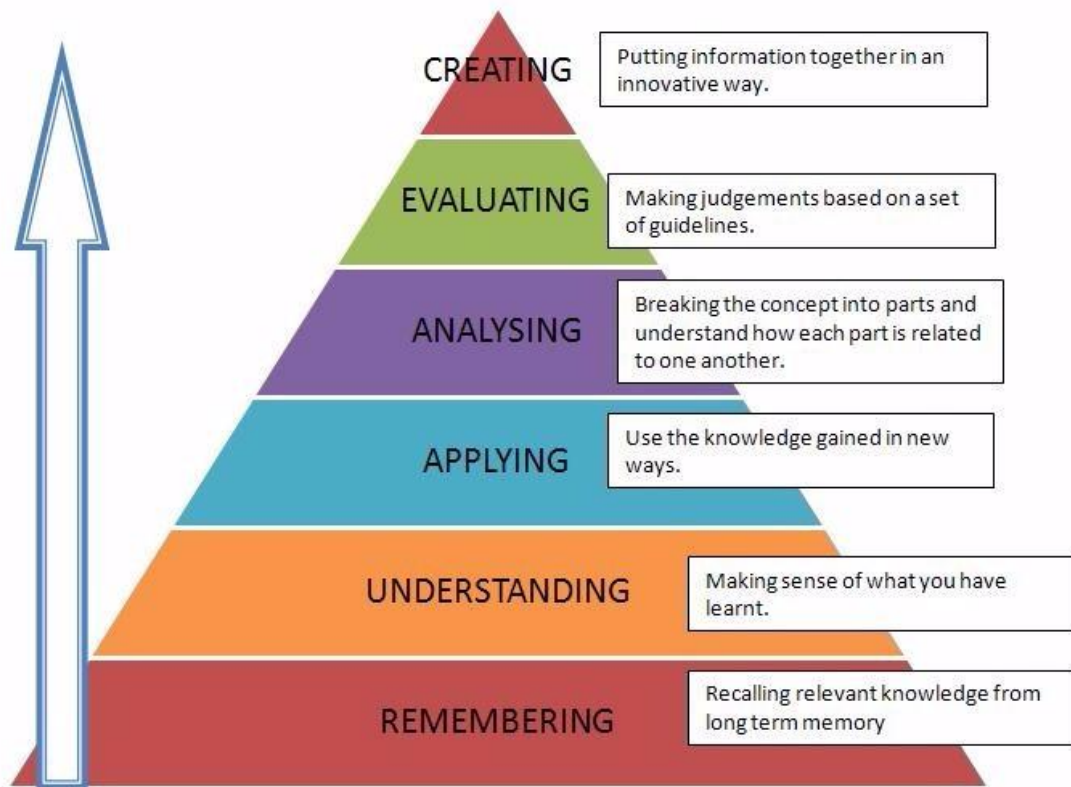 CREATING
Putting information together in an
innovative way.
EVALUATING
Making judgements based on a set
of guidelines.
ANALYSING
Breaking the concept into parts and
understand how each part is related
to one another.
APPLYING
Use the knowledge gained in new
ways.
UNDERSTANDING
Making sense of what you have
learnt.
REMEMBERING
Recalling relevant knowledge from
long term memory